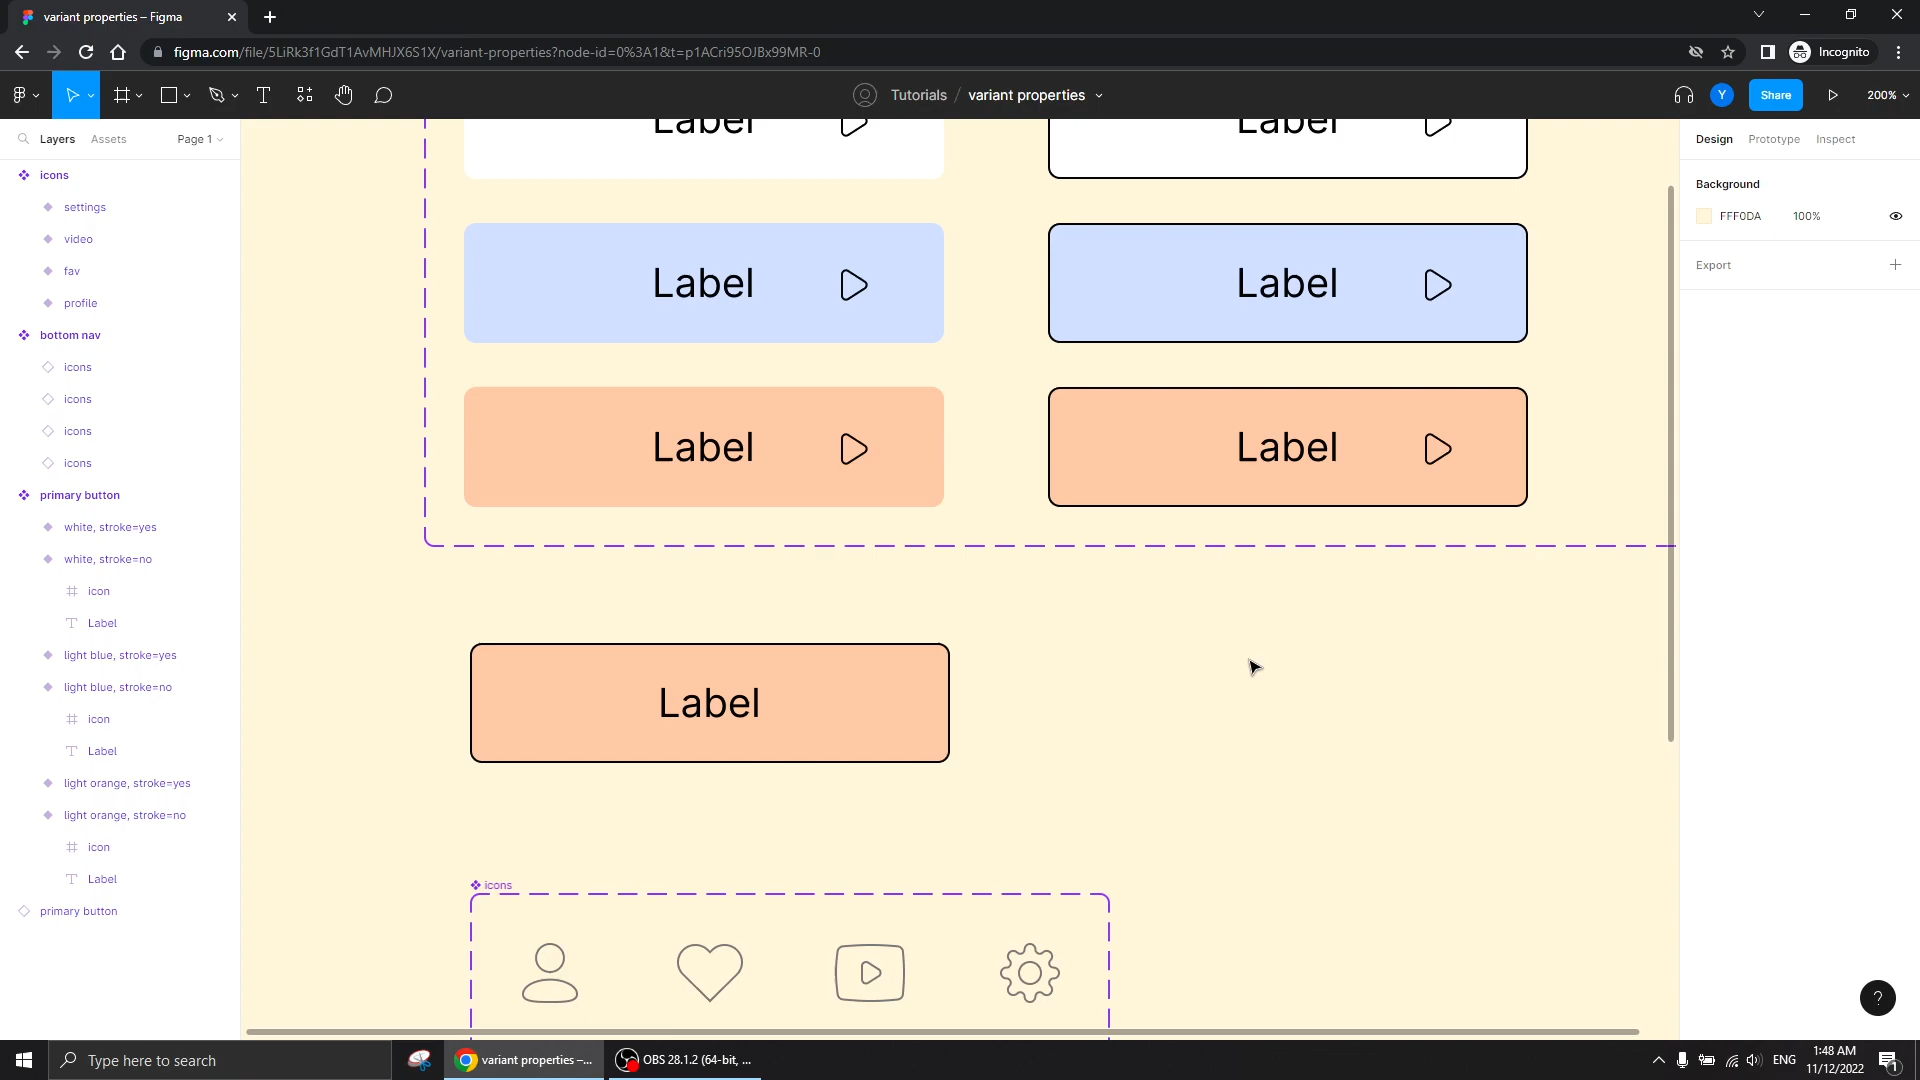 variant properties – Figma
figma.com/file/5LiRk3f1GdT1AvMHJX6S1X/variant-properties?node-id=0%3A1&t=p1ACri95OJBx99MR-0
Incognito
Tutorials / variant properties
Y
Share
200%
Layers
Assets
Page 1
icons
settings
video
fav
profile
bottom nav
icons
icons
icons
icons
primary button
white, stroke=yes
white, stroke=no
icon
Label
light blue, stroke=yes
light blue, stroke=no
icon
Label
light orange, stroke=yes
light orange, stroke=no
icon
Label
primary button
Label
Label
Label
Label
Label
Label
Label
icons
Design
Prototype
Inspect
Background
FFF0DA
100%
Export
?
Type here to search
variant properties –...
OBS 28.1.2 (64-bit, ...
ENG
1:48 AM
11/12/2022
1